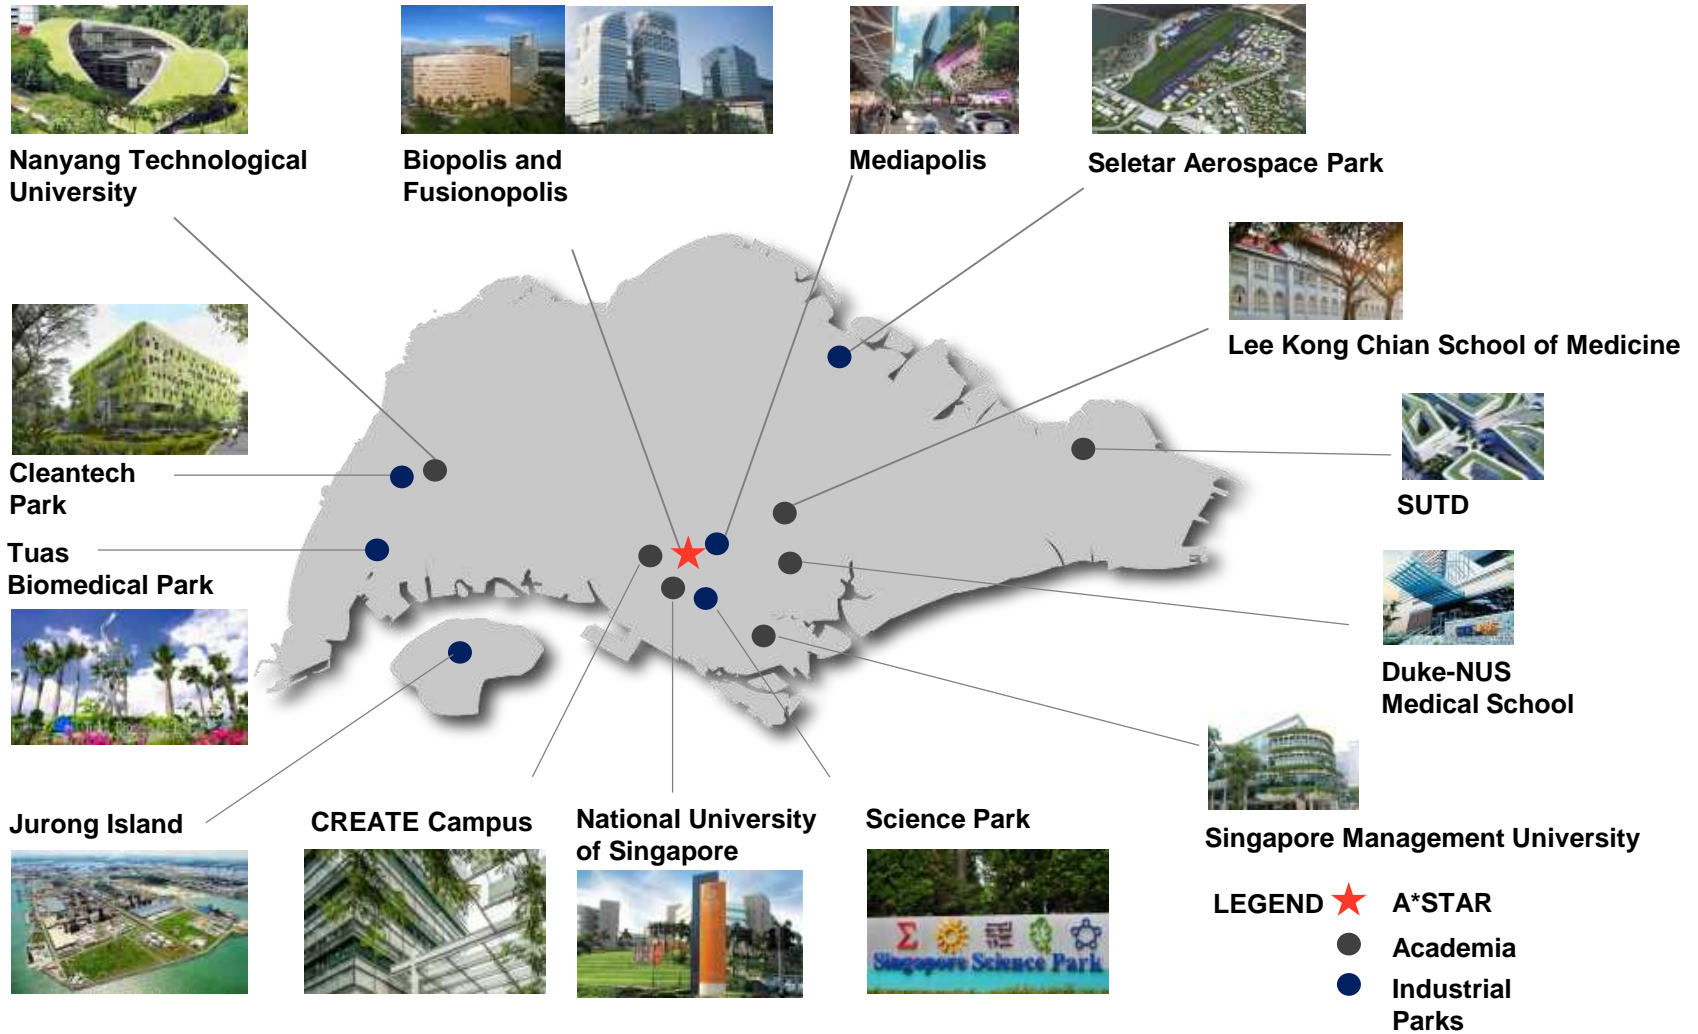 Nanyang Technological
University
Biopolis and
Fusionopolis
Mediapolis
Seletar Aerospace Park
Lee Kong Chian School of Medicine
Cleantech
Park
SUTD
Tuas
Biomedical Park
Duke-NUS
Medical School
Jurong Island
CREATE Campus
National University
of Singapore
Science Park
Singapore Management University
Singapore Science Park
LEGEND
A*STAR
Academia
Industrial
Parks